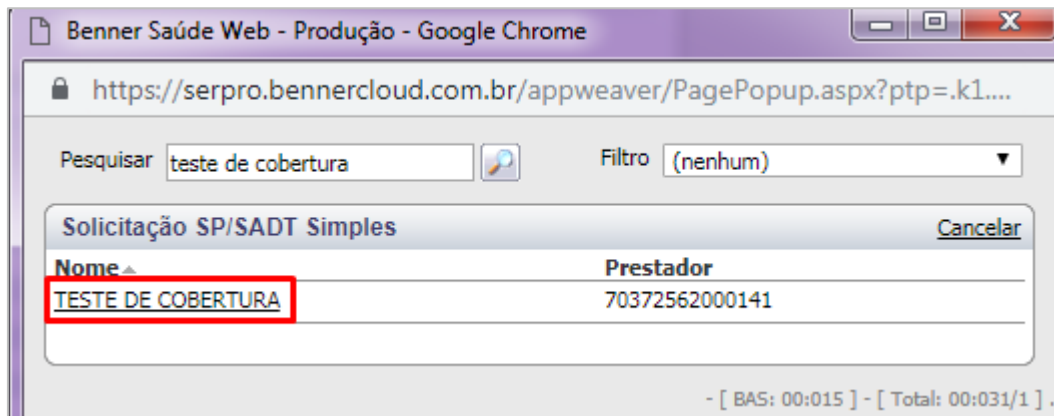 Benner Saúde Web - Produção - Google Chrome
https://serpro.bennercloud.com.br/appweaver/PagePopup.aspx?ptp=.k1....
Pesquisar teste de cobertura Filtro (nenhum)
Solicitação SP/SADT Simples Cancelar
Nome Prestador
TESTE DE COBERTURA 70372562000141
- [ BAS: 00:015 ] - [ Total: 00:031/1 ] .